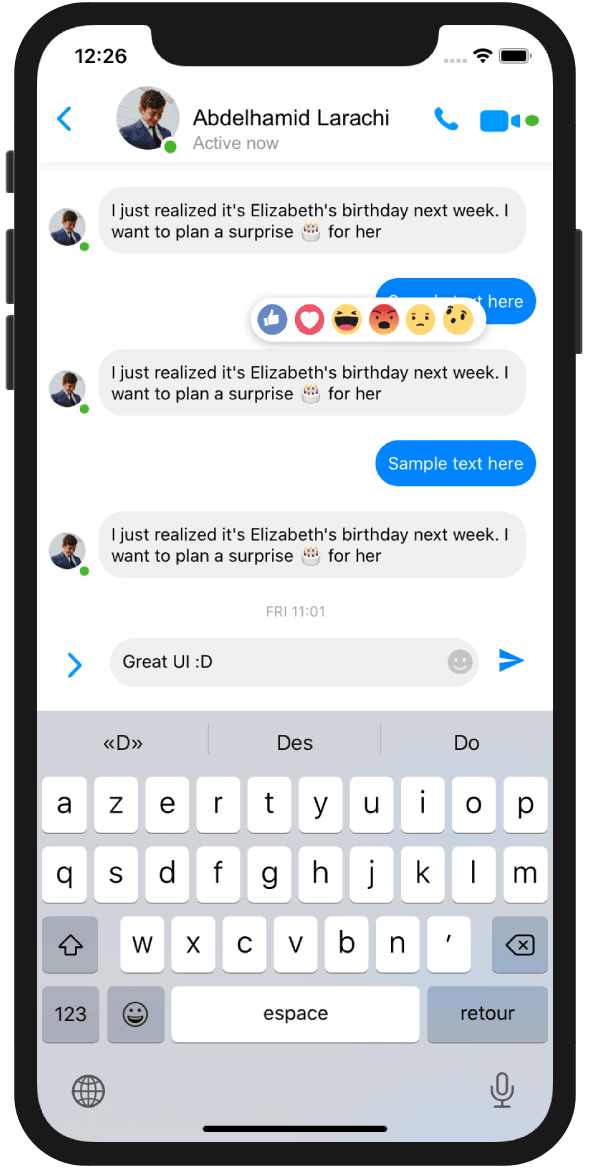 12:26
Abdelhamid Larachi
Active now
I just realized it's Elizabeth's birthday next week. I
want to plan a surprise 🎂 for her
Sample text here
I just realized it's Elizabeth's birthday next week. I
want to plan a surprise 🎂 for her
Sample text here
I just realized it's Elizabeth's birthday next week. I
want to plan a surprise 🎂 for her
FRI 11:01
Great UI :D
«D» Des Do
a z e r t y u i o p
q s d f g h j k l m
w x c v b n ′
123 espace retour